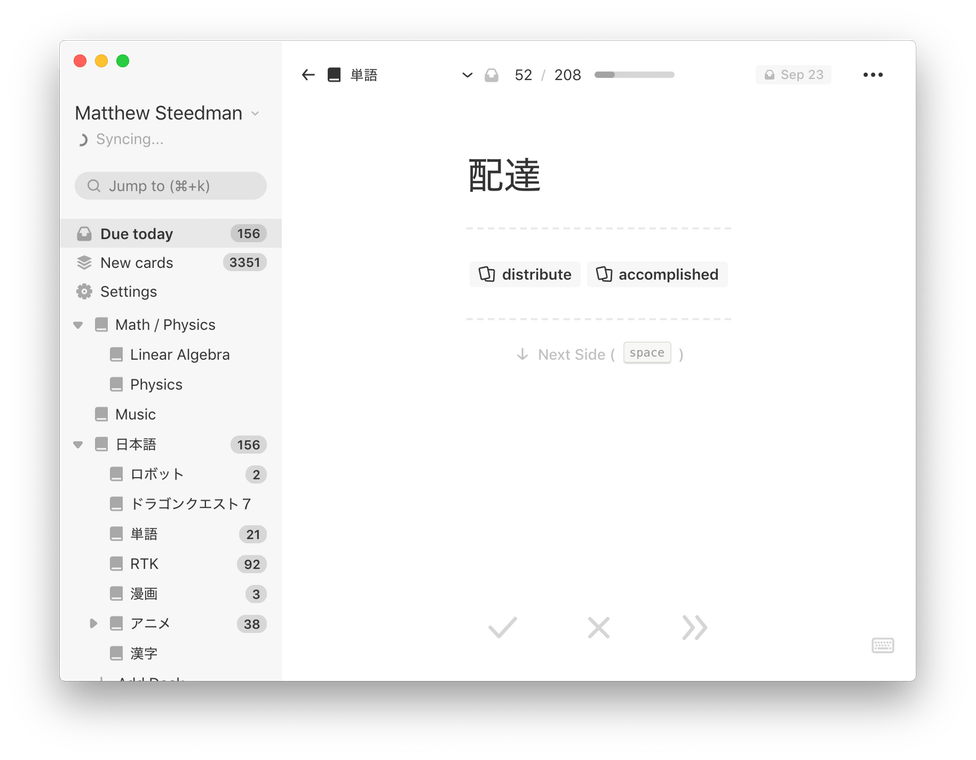 Matthew Steedman
Syncing...
Jump to (⌘+k)
Due today 156
New cards 3351
Settings
Math / Physics
Linear Algebra
Physics
Music
日本語 156
ロボット 2
ドラゴンクエスト7
単語 21
RTK 92
漫画 3
アニメ 38
漢字
Add Deck
単語
52 / 208
Sep 23
配達
distribute accomplished
Next Side ( space )